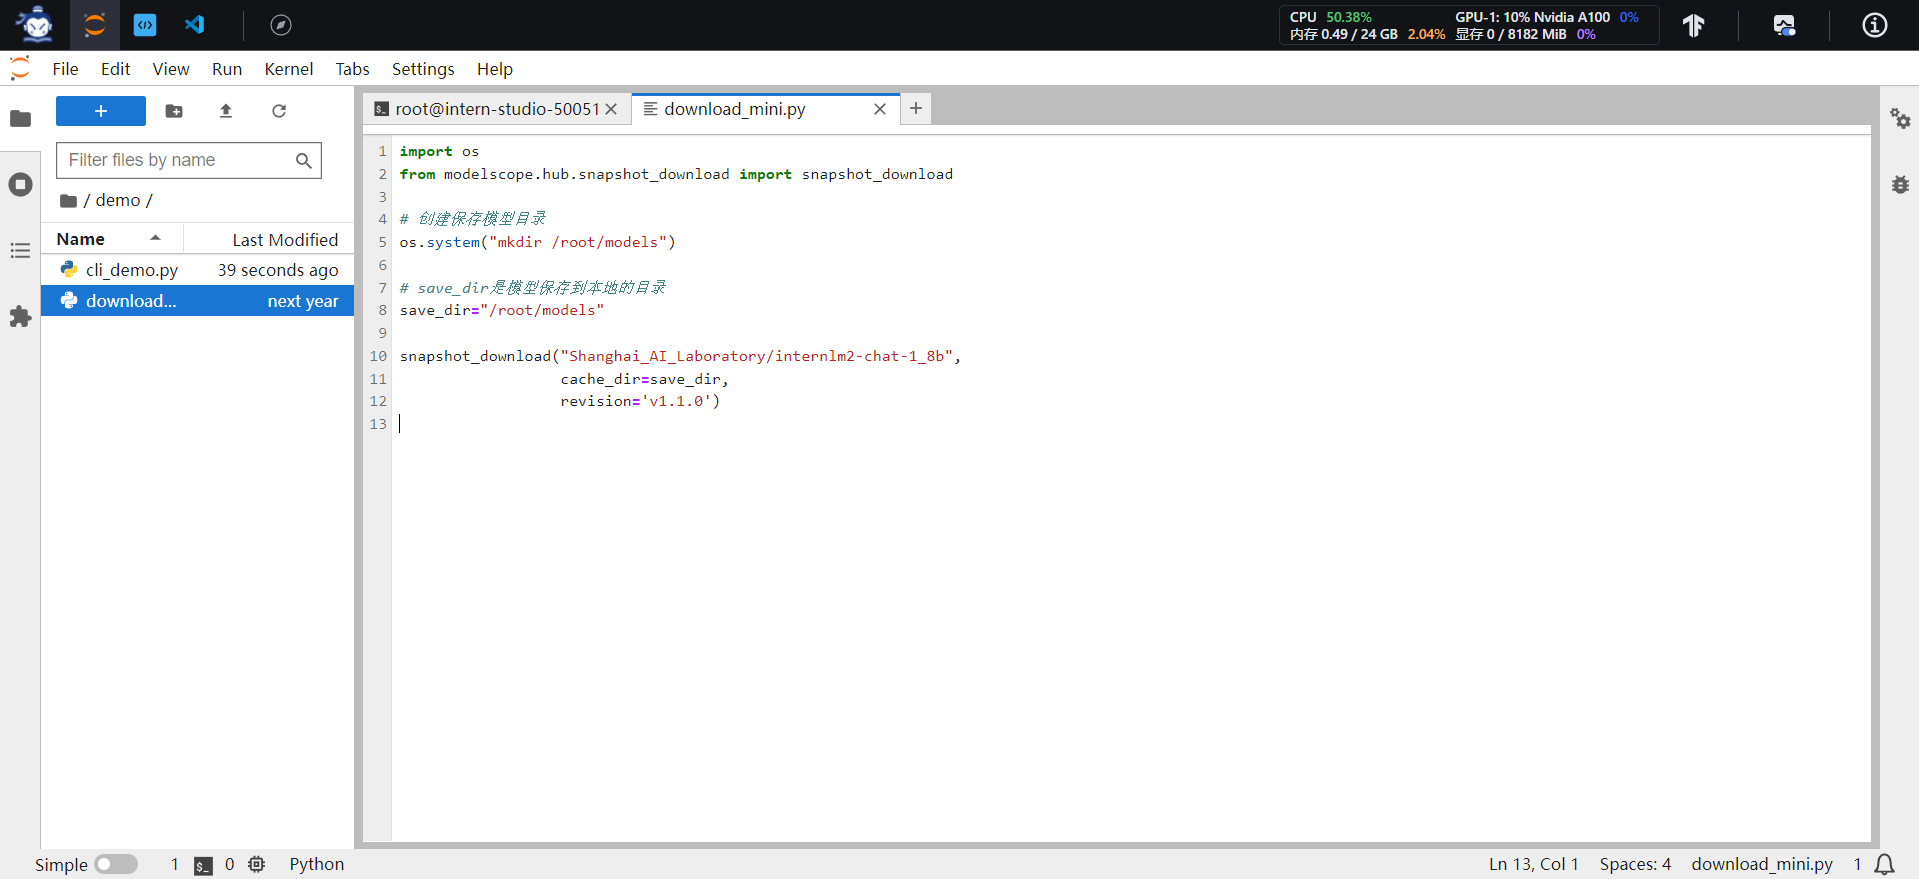 CPU 50.38% GPU-1: 10% Nvidia A100 0%
内存 0.49 / 24 GB 2.04% 显存 0 / 8182 MiB 0%
File Edit View Run Kernel Tabs Settings Help
root@intern-studio-50051 download_mini.py
Filter files by name
/ demo /
Name Last Modified
cli_demo.py 39 seconds ago
download... next year
1 import os
2 from modelscope.hub.snapshot_download import snapshot_download
3
4 # 创建保存模型目录
5 os.system("mkdir /root/models")
6
7 # save_dir是模型保存到本地的目录
8 save_dir="/root/models"
9
10 snapshot_download("Shanghai_AI_Laboratory/internlm2-chat-1_8b",
11 cache_dir=save_dir,
12 revision='v1.1.0')
13
Simple 1 $_ 0 Python Ln 13, Col 1 Spaces: 4 download_mini.py 1